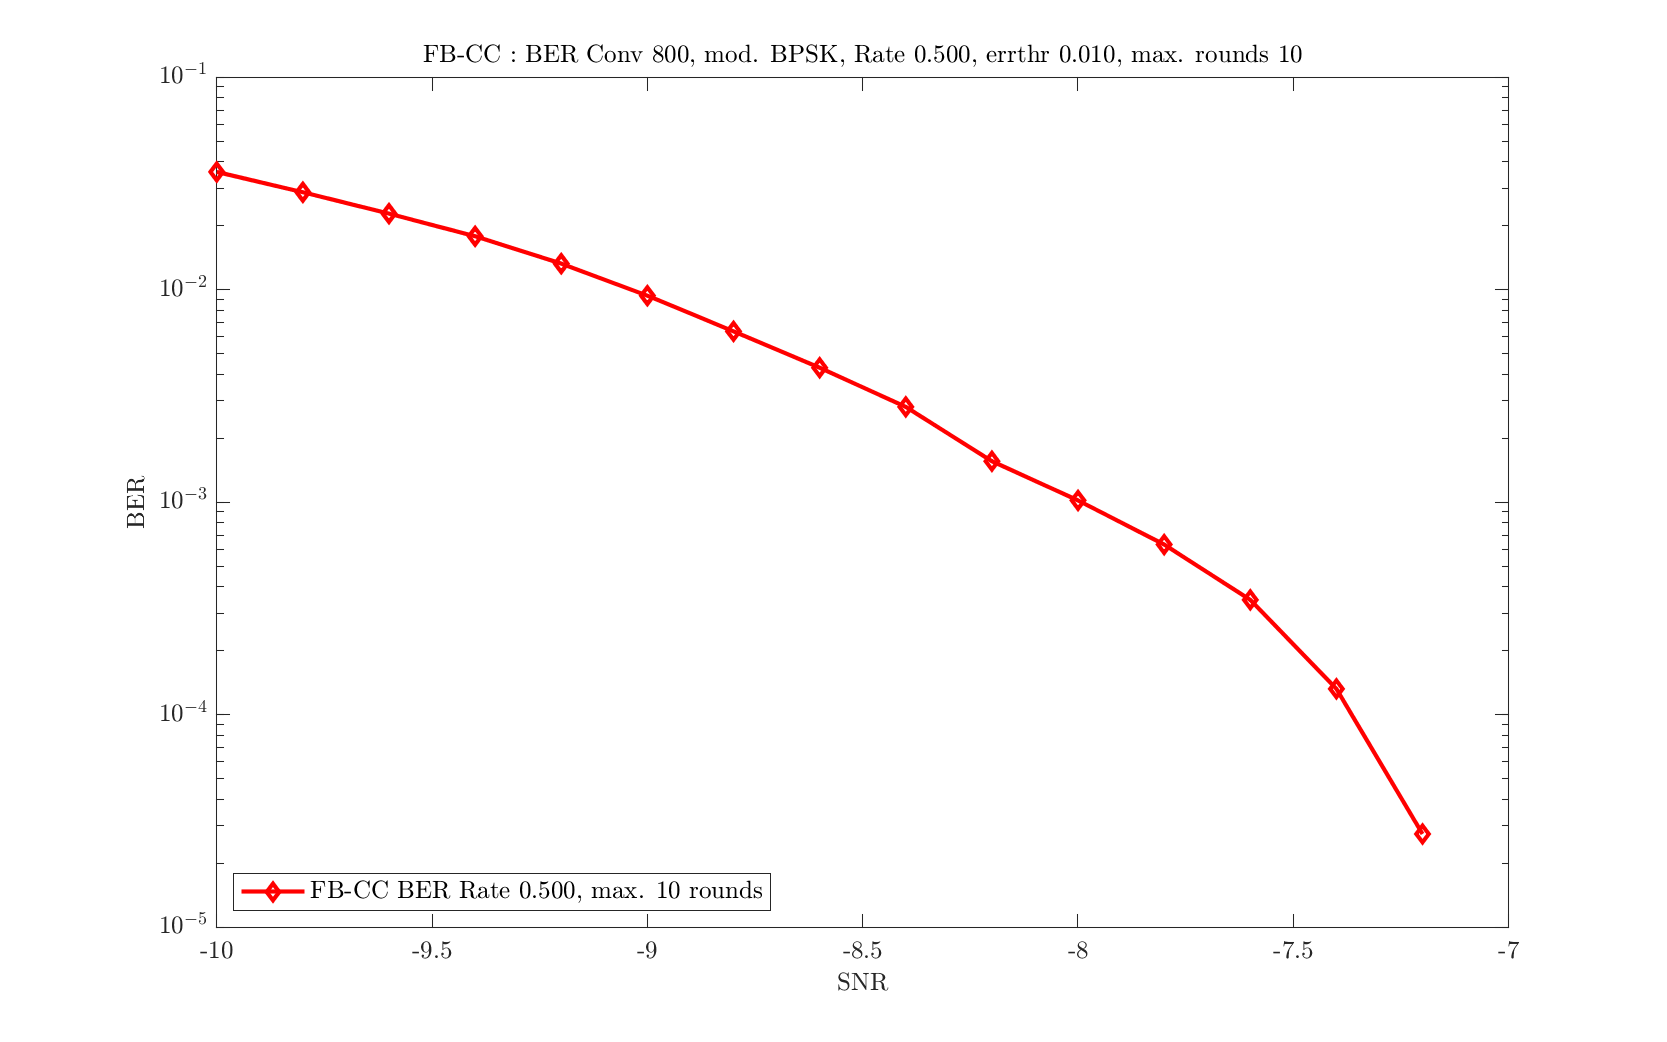 FB-CC : BER Conv 800, mod. BPSK, Rate 0.500, errthr 0.010, max. rounds 10
10⁻¹
10⁻²
10⁻³
10⁻⁴
10⁻⁵
BER
FB-CC BER Rate 0.500, max. 10 rounds
-10 -9.5 -9 -8.5 -8 -7.5 -7
SNR